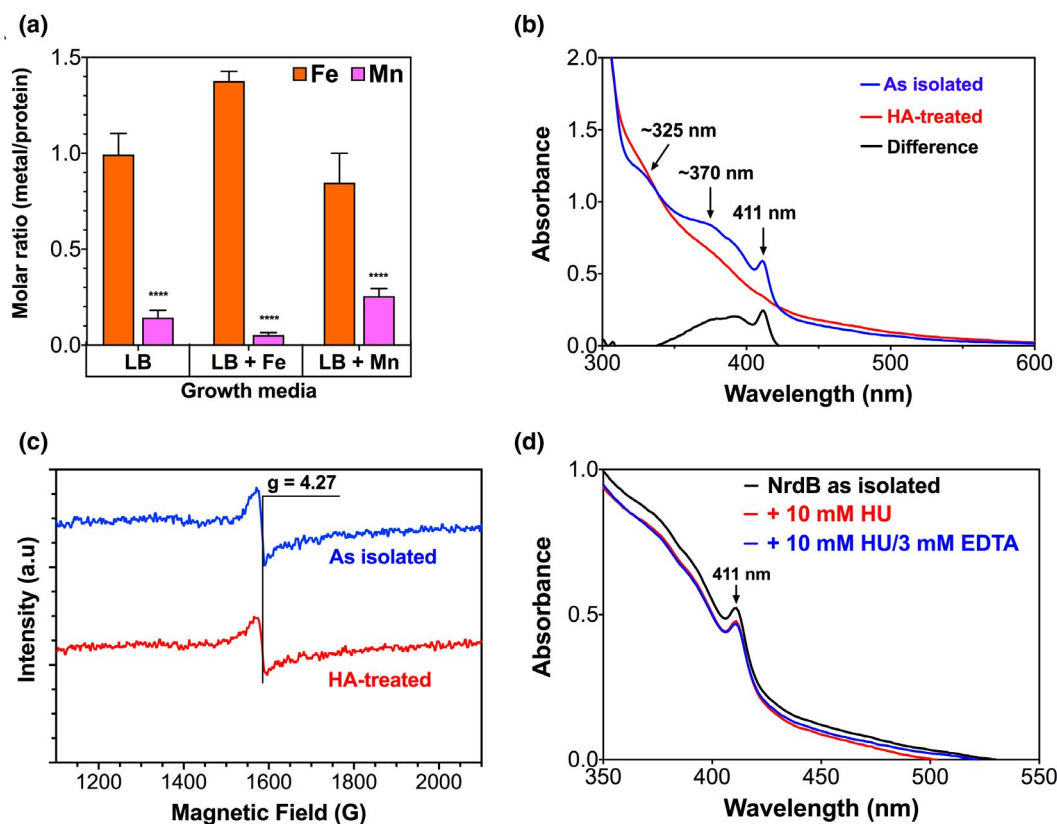 (a)
Molar ratio (metal/protein)
1.5
1.0
0.5
0.0
Fe Mn
****
****
****
LB LB + Fe LB + Mn
Growth media
(b)
Absorbance
2.0
1.5
1.0
0.5
0.0
As isolated
HA-treated
Difference
~325 nm
~370 nm
411 nm
300 400 500 600
Wavelength (nm)
(c)
Intensity (a.u)
g = 4.27
As isolated
HA-treated
1200 1400 1600 1800 2000
Magnetic Field (G)
(d)
Absorbance
1.0
0.5
0.0
NrdB as isolated
+ 10 mM HU
+ 10 mM HU/3 mM EDTA
411 nm
350 400 450 500 550
Wavelength (nm)